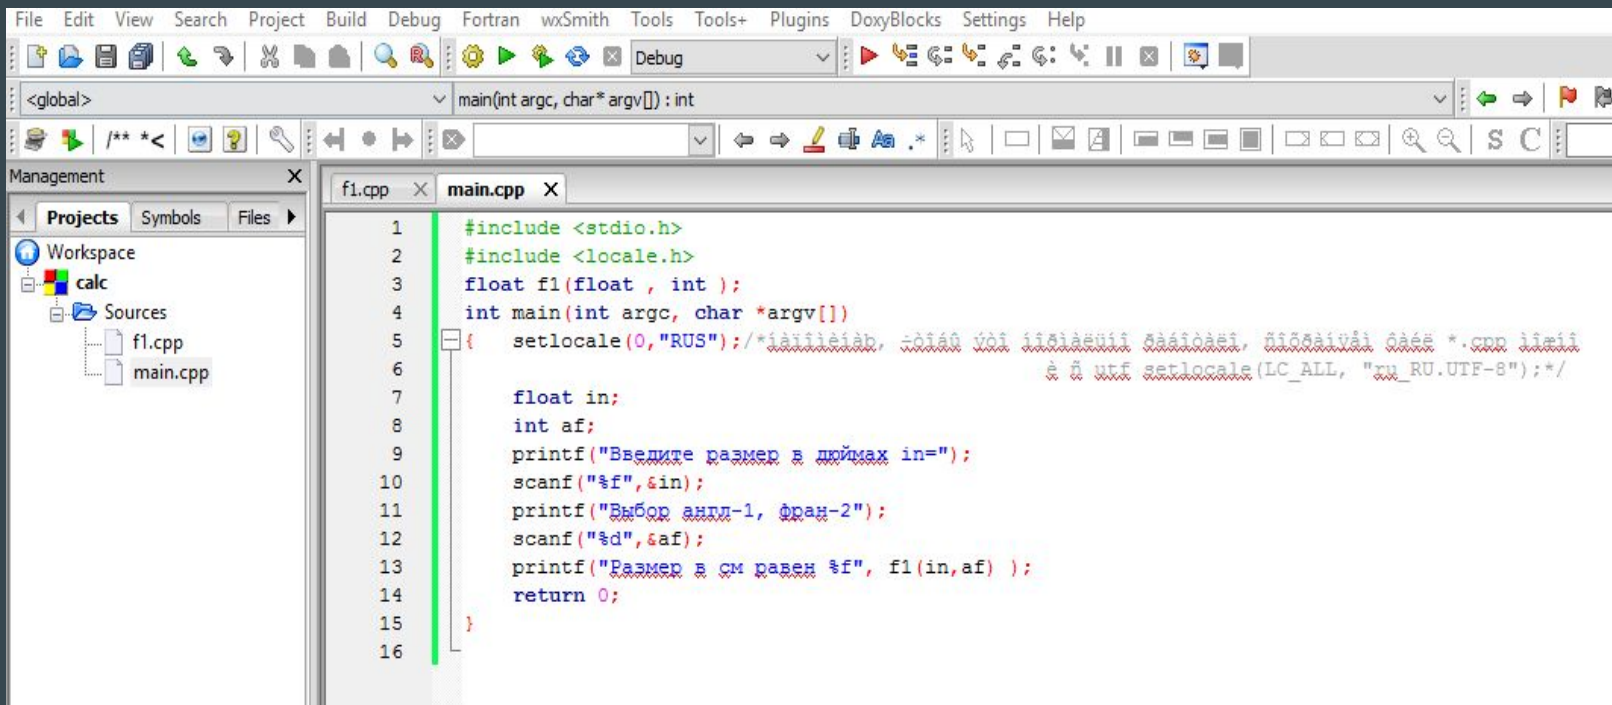 File Edit View Search Project Build Debug Fortran wxSmith Tools Tools+ Plugins DoxyBlocks Settings Help
Debug
<global> main(int argc, char* argv[]) : int
/** *< Aa .* S C
Management X
f1.cpp X main.cpp X
Projects Symbols Files
Workspace
calc
Sources
f1.cpp
main.cpp
1 #include <stdio.h>
2 #include <locale.h>
3 float f1(float , int );
4 int main(int argc, char *argv[])
5 { setlocale(0,"RUS");/* *.cpp
6 è ñ utf setlocale(LC_ALL, "ru_RU.UTF-8");*/
7 float in;
8 int af;
9 printf("Введите размер в дюймах in=");
10 scanf("%f",&in);
11 printf("Выбор англ-1, фран-2");
12 scanf("%d",&af);
13 printf("Размер в см равен %f", f1(in,af) );
14 return 0;
15 }
16